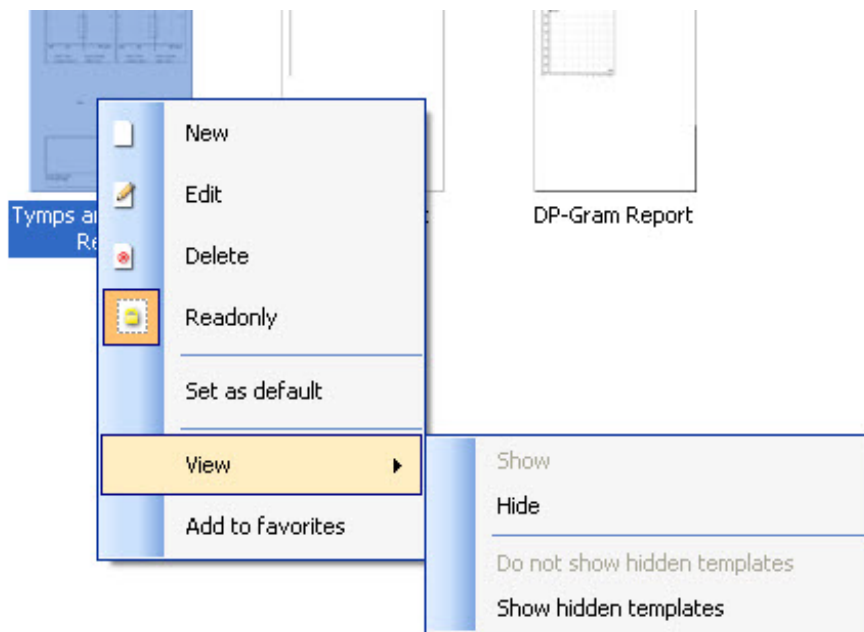 New
Edit
Tymps
DP-Gram Report
Delete
Readonly
Set as default
View
Show
Hide
Add to favorites
Do not show hidden templates
Show hidden templates